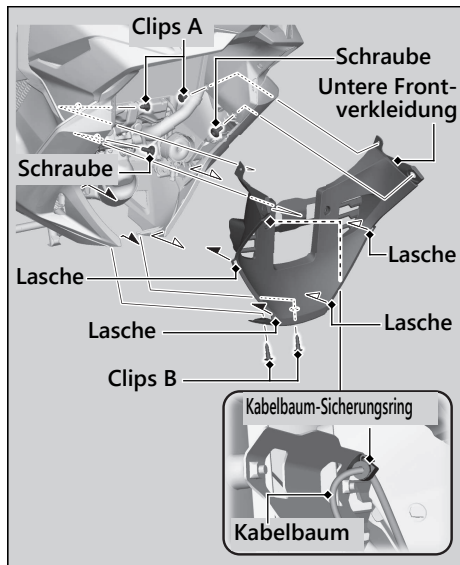 Clips A
Schraube
Untere Front-
verkleidung
Schraube
Lasche
Lasche
Lasche
Lasche
Clips B
Kabelbaum-Sicherungsring
Kabelbaum